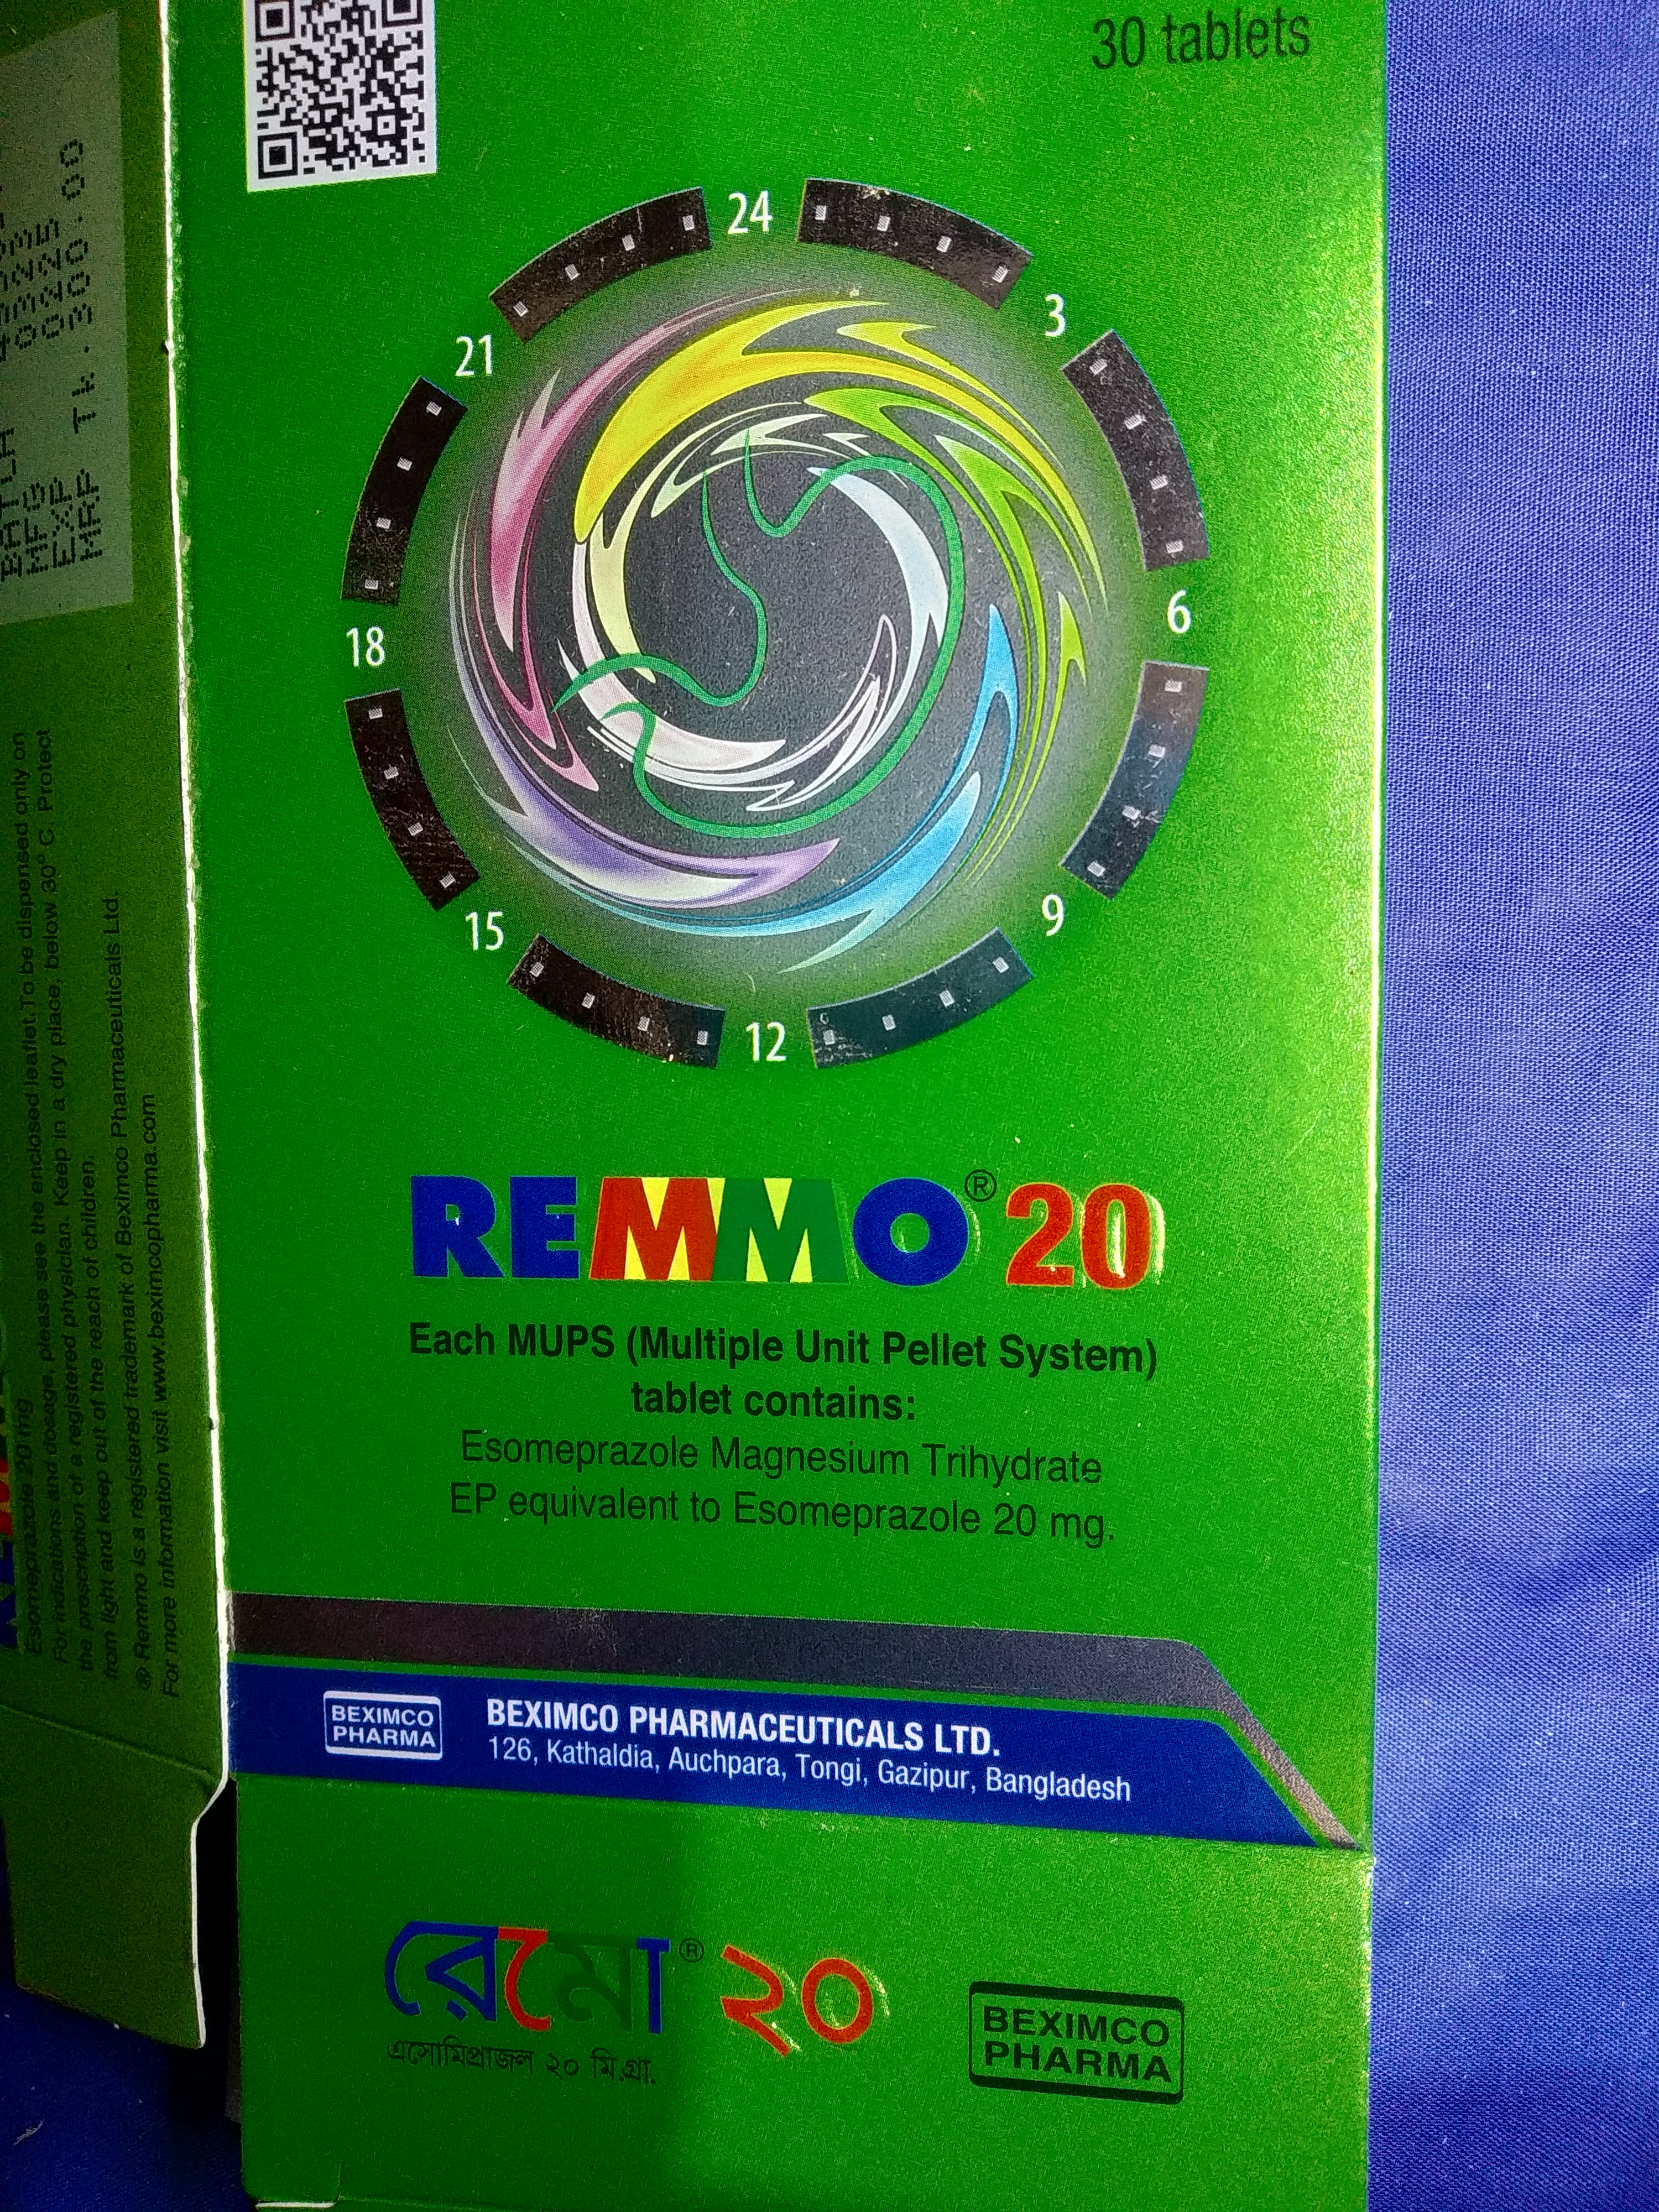 30 tablets
24
3
6
9
12
15
18
21
REMMO® 20
Each MUPS (Multiple Unit Pellet System)
tablet contains:
Esomeprazole Magnesium Trihydrate
EP equivalent to Esomeprazole 20 mg.
BEXIMCO
PHARMA
BEXIMCO PHARMACEUTICALS LTD.
126, Kathaldia, Auchpara, Tongi, Gazipur, Bangladesh
রেমো® ২০
এসোমিপ্রাজল ২০ মি.গ্রা.
BEXIMCO
PHARMA
Esomeprazole 20 mg
For indications and dosage, please see the enclosed leaflet.To be dispensed only on
the prescription of a registered physician. Keep in a dry place, below 30° C. Protect
from light and keep out of the reach of children.
® Remmo is a registered trademark of Beximco Pharmaceuticals Ltd.
For more information visit www.beximcopharma.com
MFG
EXP
MRP Tk. 300.00